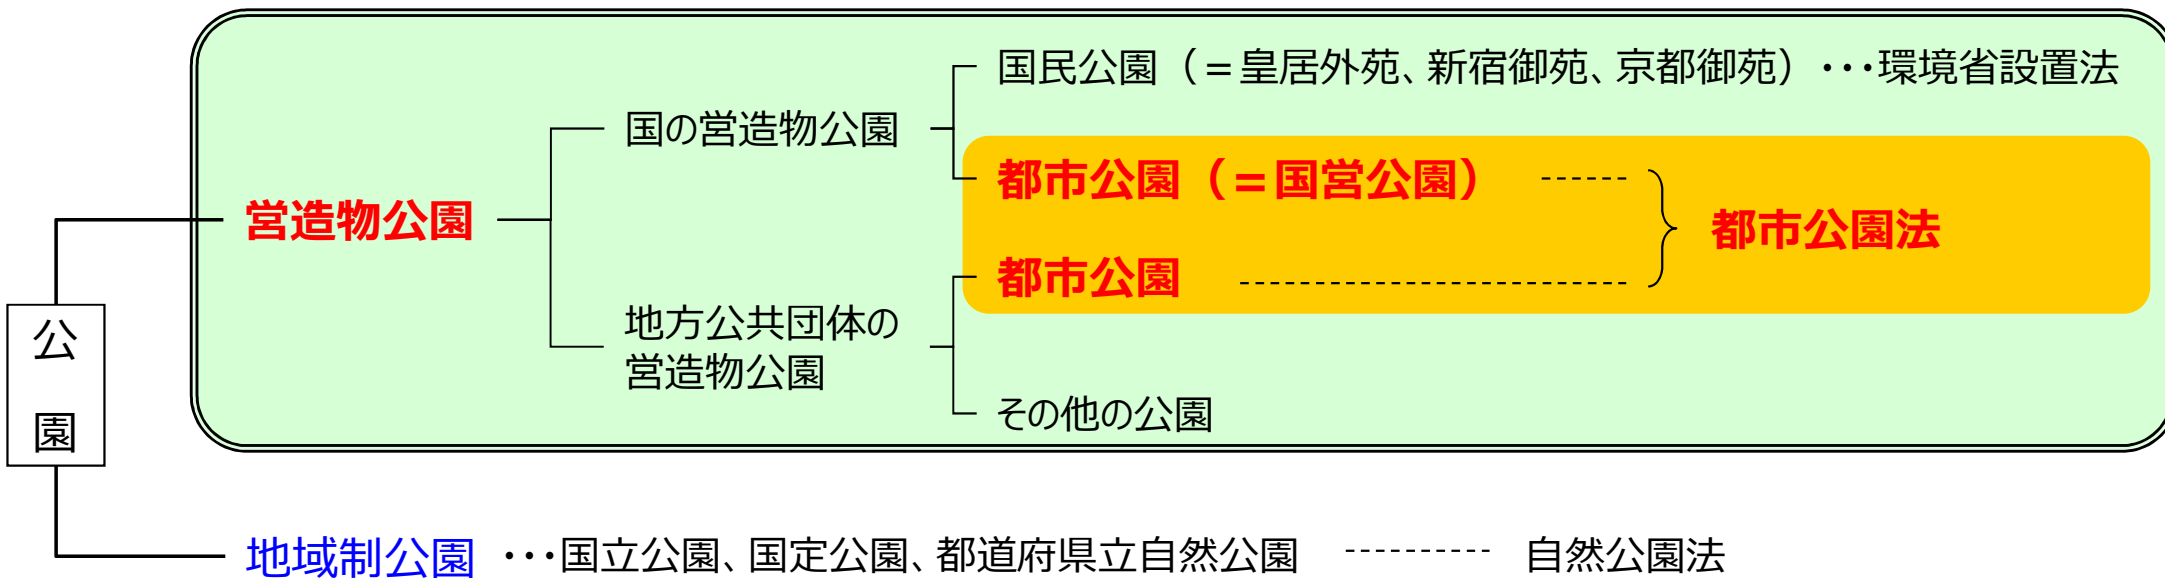 国民公園（＝皇居外苑、新宿御苑、京都御苑）・・・環境省設置法
国の営造物公園
都市公園（＝国営公園）
営造物公園
都市公園法
都市公園
地方公共団体の
営造物公園
その他の公園
公
園
地域制公園 ・・・国立公園、国定公園、都道府県立自然公園 自然公園法